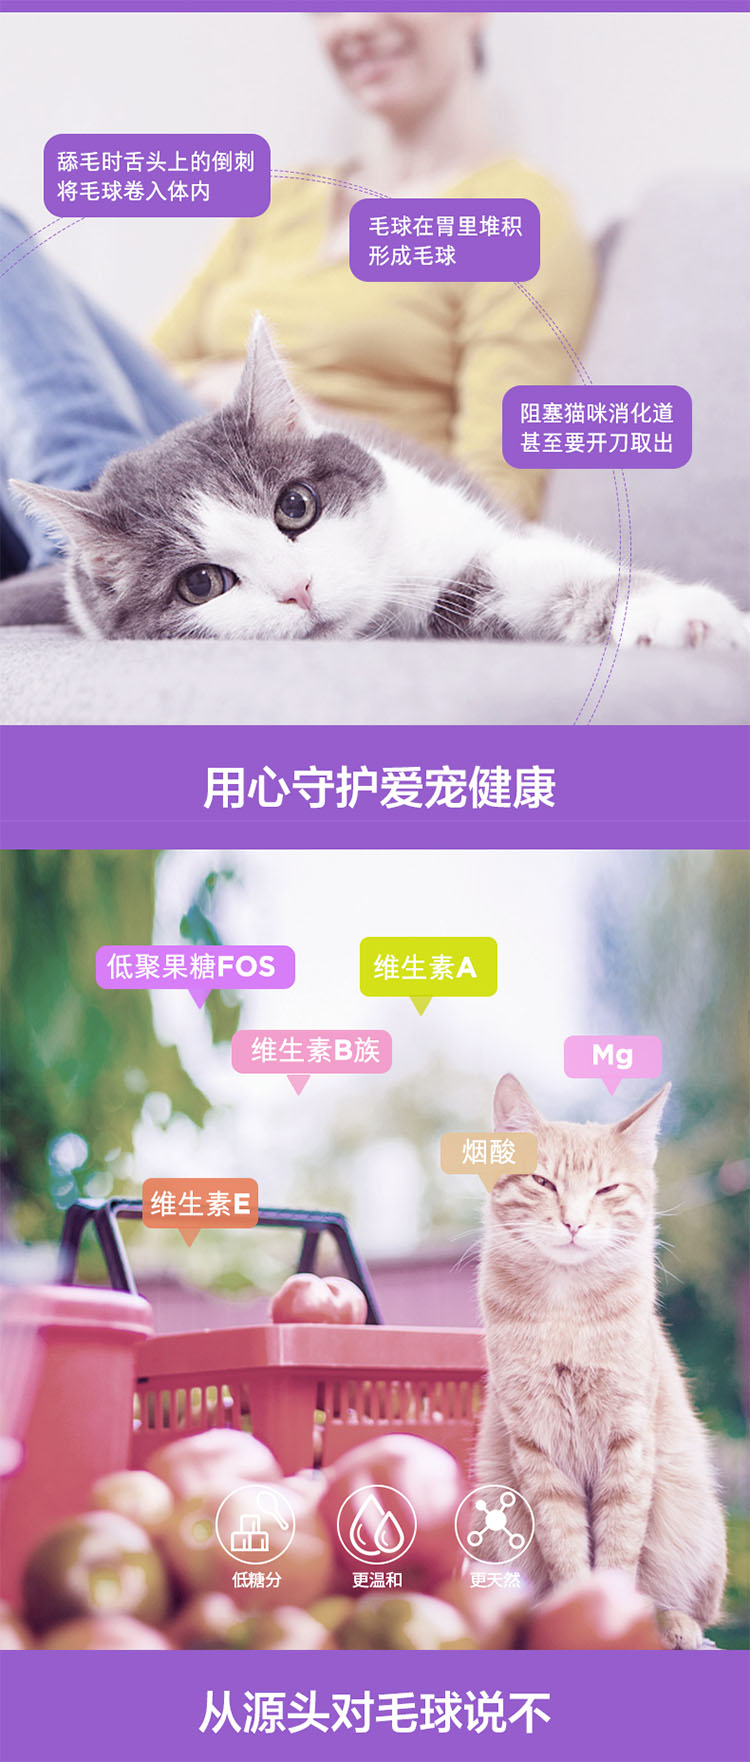 舔毛时舌头上的倒刺
将毛球卷入体内
毛球在胃里堆积
形成毛球
阻塞猫咪消化道
甚至要开刀取出
用心守护爱宠健康
低聚果糖FOS
维生素A
维生素B族
Mg
烟酸
维生素E
低糖分
更温和
更天然
从源头对毛球说不